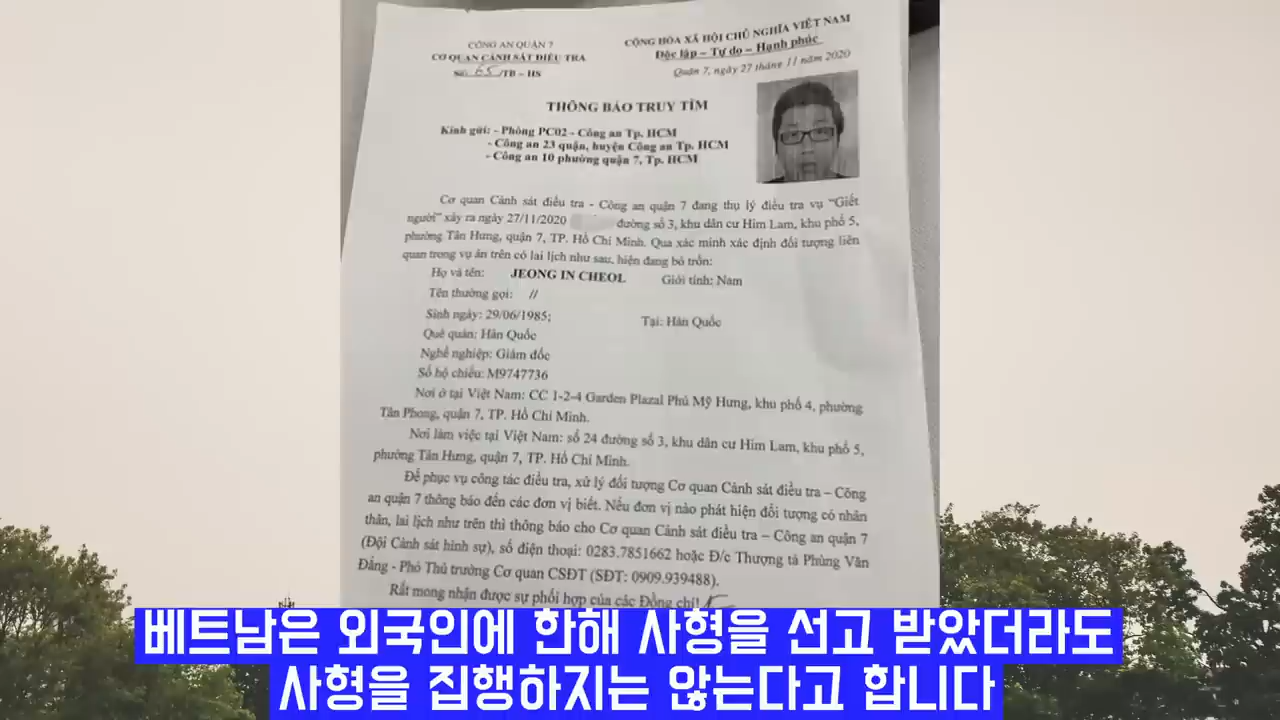 CÔNG AN QUẬN 7
CƠ QUAN CẢNH SÁT ĐIỀU TRA
Số: 65/TB – HS
CỘNG HÒA XÃ HỘI CHỦ NGHĨA VIỆT NAM
Độc lập – Tự do – Hạnh phúc
Quận 7, ngày 27 tháng 11 năm 2020
THÔNG BÁO TRUY TÌM
Kính gửi: - Phòng PC02 - Công an Tp. HCM
- Công an 23 quận, huyện Công an Tp. HCM
- Công an 10 phường quận 7, Tp. HCM
Cơ quan Cảnh sát điều tra - Công an quận 7 đang thụ lý điều tra vụ “Giết
người” xảy ra ngày 27/11/2020 đường số 3, khu dân cư Him Lam, khu phố 5,
phường Tân Hưng, quận 7, TP. Hồ Chí Minh. Qua xác minh xác định đối tượng liên
quan trong vụ án trên có lai lịch như sau, hiện đang bỏ trốn:
Họ và tên: JEONG IN CHEOL Giới tính: Nam
Tên thường gọi: //
Sinh ngày: 29/06/1985; Tại: Hàn Quốc
Quê quán: Hàn Quốc
Nghề nghiệp: Giám đốc
Số hộ chiếu: M9747736
Nơi ở tại Việt Nam: CC 1-2-4 Garden Plazal Phú Mỹ Hưng, khu phố 4, phường
Tân Phong, quận 7, TP. Hồ Chí Minh.
Nơi làm việc tại Việt Nam: số 24 đường số 3, khu dân cư Him Lam, khu phố 5,
phường Tân Hưng, quận 7, TP. Hồ Chí Minh.
Để phục vụ công tác điều tra, xử lý đối tượng Cơ quan Cảnh sát điều tra – Công
an quận 7 thông báo đến các đơn vị biết. Nếu đơn vị nào phát hiện đối tượng có nhân
thân, lai lịch như trên thì thông báo cho Cơ quan Cảnh sát điều tra – Công an quận 7
(Đội Cảnh sát hình sự), số điện thoại: 0283.7851662 hoặc Đ/c Thượng tá Phùng Văn
Đẳng - Phó Thủ trưởng Cơ quan CSĐT (SĐT: 0909.939488).
Rất mong nhận được sự phối hợp của các Đồng chí!
베트남은 외국인에 한해 사형을 선고 받았더라도
사형을 집행하지는 않는다고 합니다